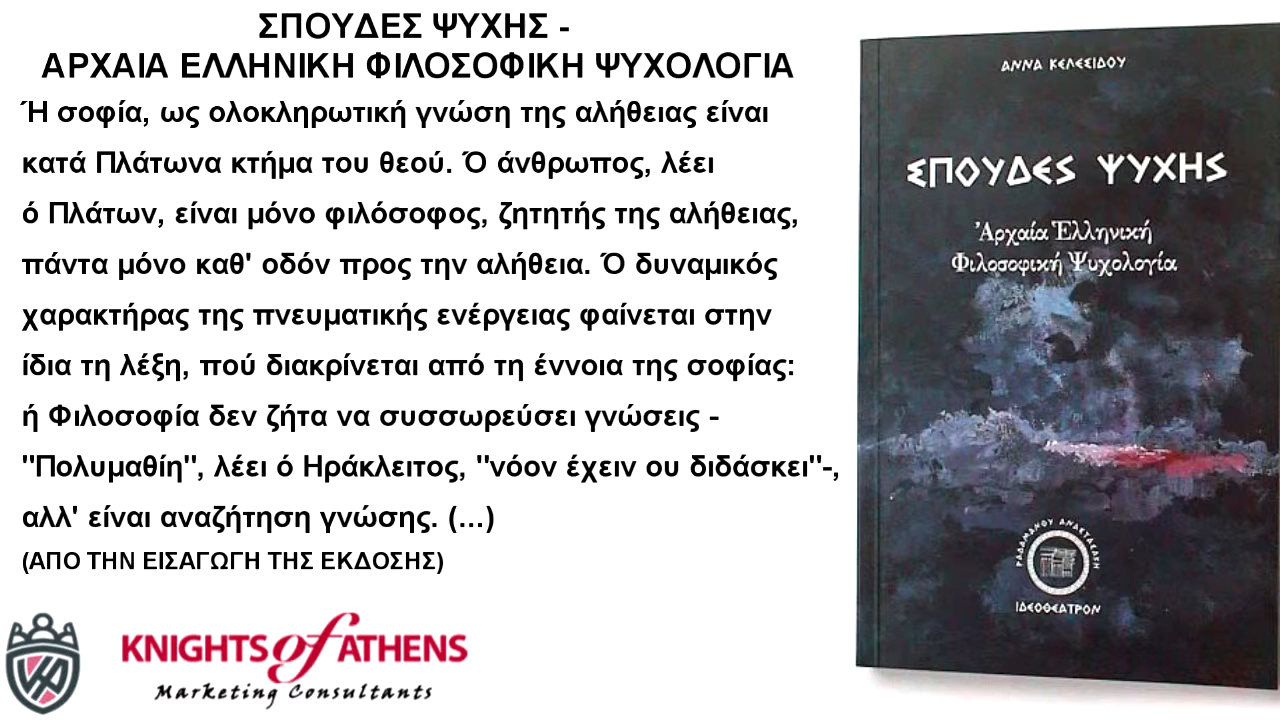 ΣΠΟΥΔΕΣ ΨΥΧΗΣ -
ΑΡΧΑΙΑ ΕΛΛΗΝΙΚΗ ΦΙΛΟΣΟΦΙΚΗ ΨΥΧΟΛΟΓΙΑ
Ή σοφία, ως ολοκληρωτική γνώση της αλήθειας είναι
κατά Πλάτωνα κτήμα του θεού. Ό άνθρωπος, λέει
ό Πλάτων, είναι μόνο φιλόσοφος, ζητητής της αλήθειας,
πάντα μόνο καθ' οδόν προς την αλήθεια. Ό δυναμικός
χαρακτήρας της πνευματικής ενέργειας φαίνεται στην
ίδια τη λέξη, πού διακρίνεται από τη έννοια της σοφίας:
ή Φιλοσοφία δεν ζήτα να συσσωρεύσει γνώσεις -
"Πολυμαθίη", λέει ό Ηράκλειτος, "νόον έχειν ου διδάσκει"-,
αλλ' είναι αναζήτηση γνώσης. (...)
(ΑΠΟ ΤΗΝ ΕΙΣΑΓΩΓΗ ΤΗΣ ΕΚΔΟΣΗΣ)
KNIGHTS of ATHENS
Marketing Consultants
ΑΝΝΑ ΚΕΛΕΣΙΔΟΥ
ΣΠΟΥΔΕΣ ΨΥΧΗΣ
Ἀρχαία Ἑλληνική
Φιλοσοφική Ψυχολογία
ΡΑΔΑΜΑΝΘΥ ΑΝΑΣΤΑΣΑΚΗ
ΙΔΕΟΘΕΑΤΡΟΝ